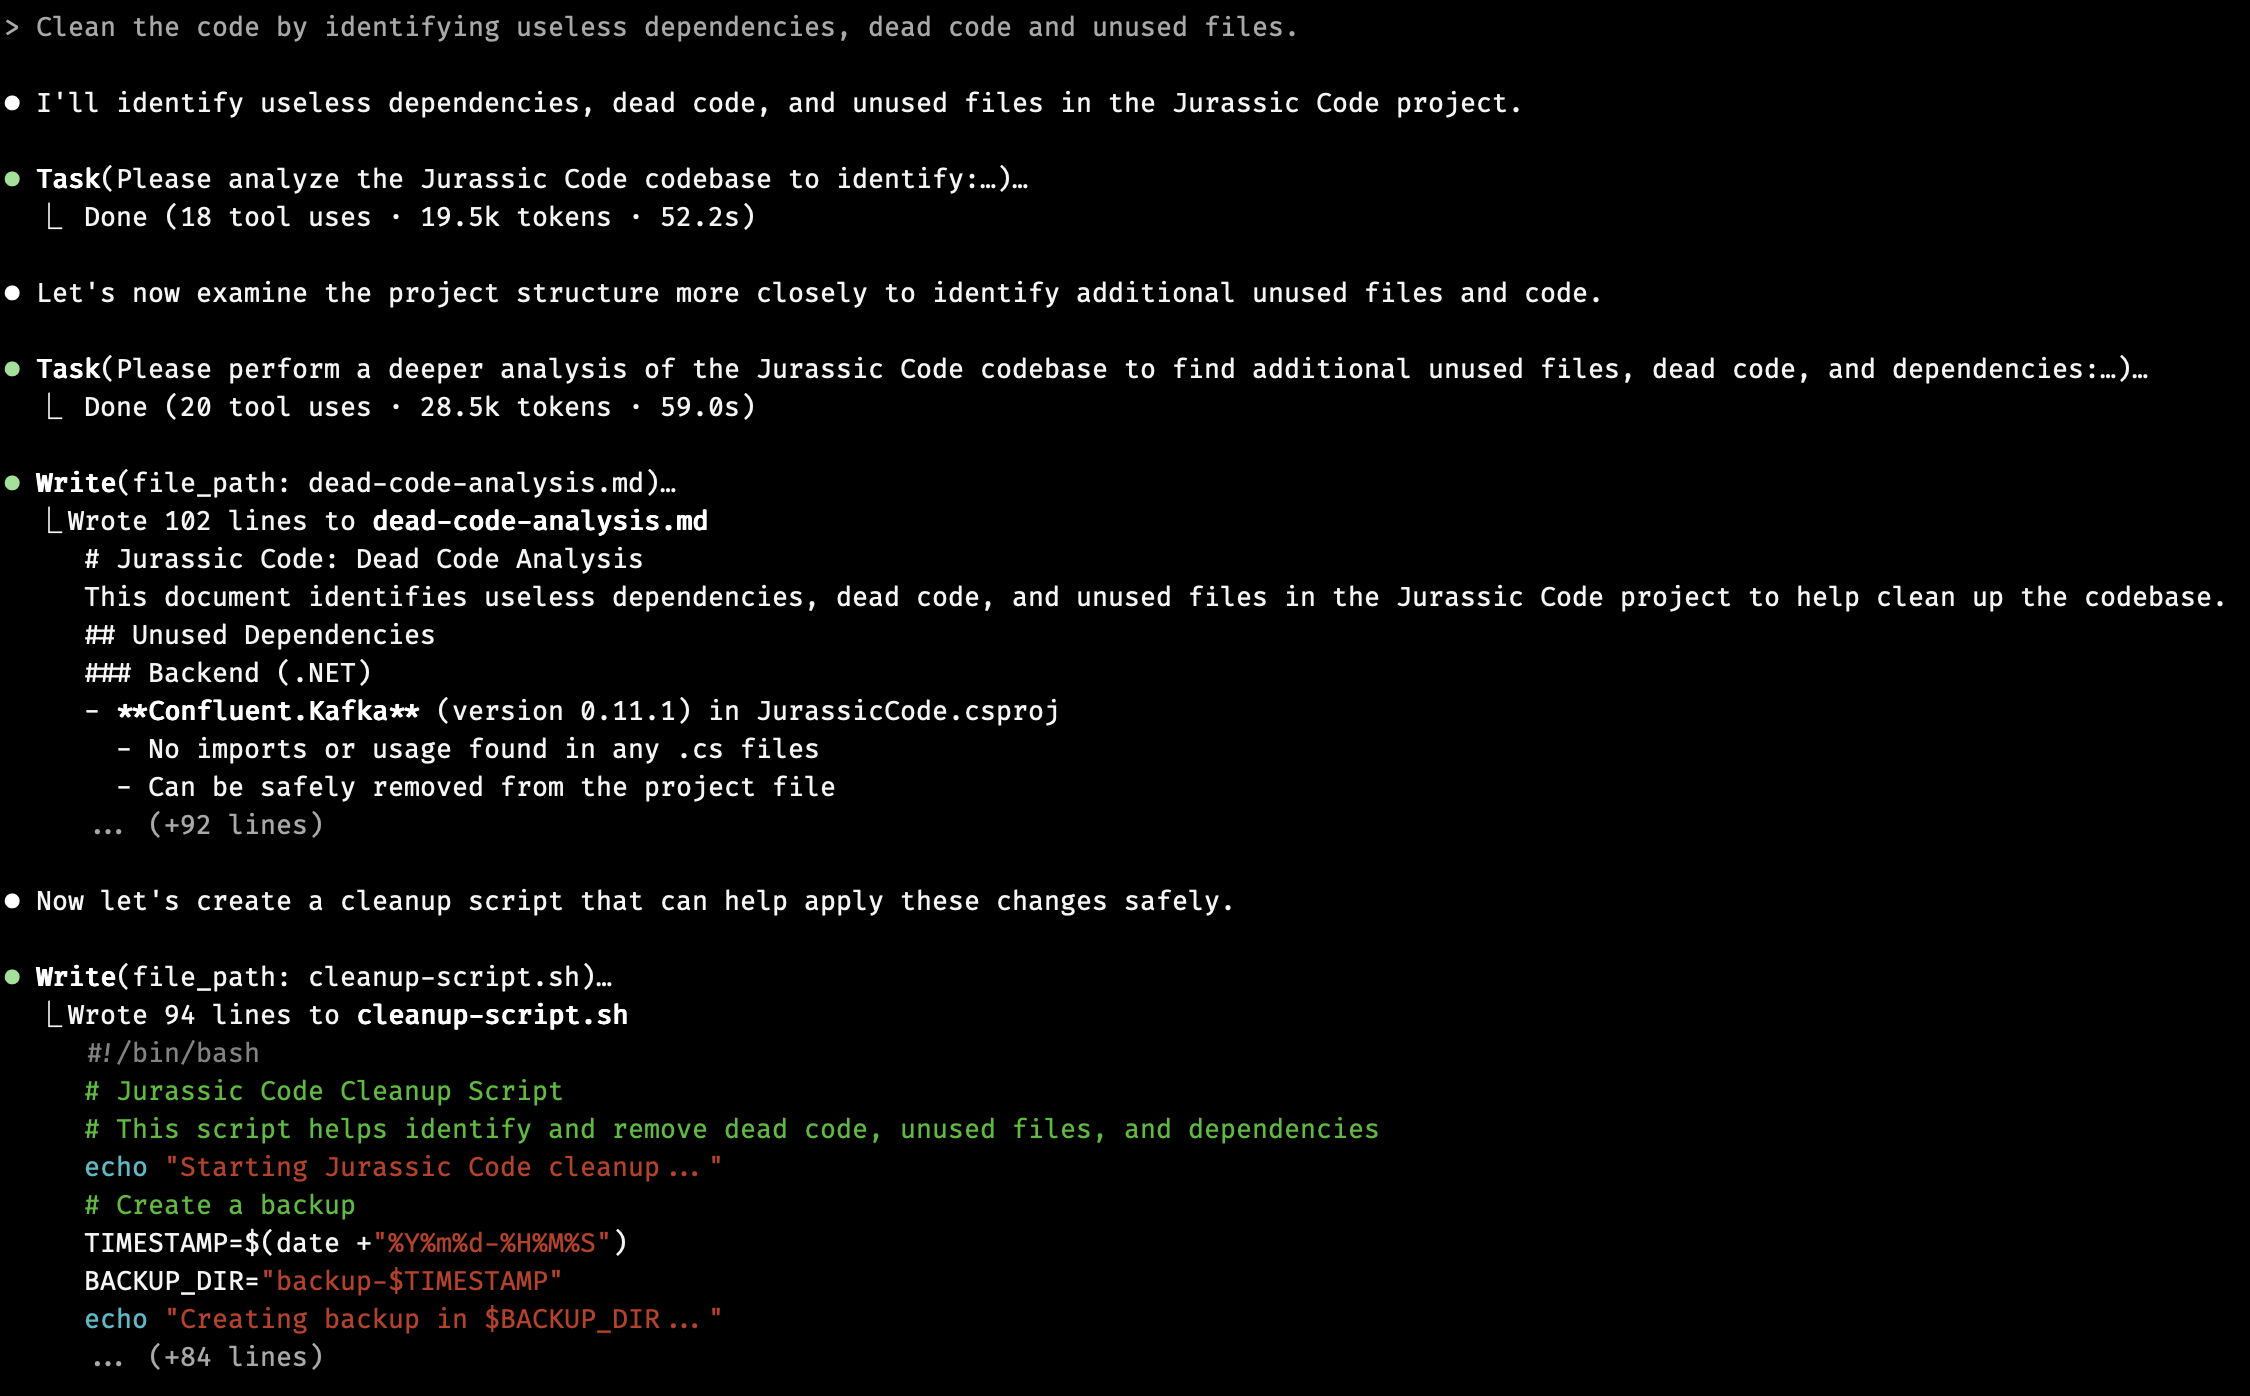 > Clean the code by identifying useless dependencies, dead code and unused files.
● I'll identify useless dependencies, dead code, and unused files in the Jurassic Code project.
● Task(Please analyze the Jurassic Code codebase to identify:…)…
⎿ Done (18 tool uses · 19.5k tokens · 52.2s)
● Let's now examine the project structure more closely to identify additional unused files and code.
● Task(Please perform a deeper analysis of the Jurassic Code codebase to find additional unused files, dead code, and dependencies:…)…
⎿ Done (20 tool uses · 28.5k tokens · 59.0s)
● Write(file_path: dead-code-analysis.md)…
⎿Wrote 102 lines to dead-code-analysis.md
# Jurassic Code: Dead Code Analysis
This document identifies useless dependencies, dead code, and unused files in the Jurassic Code project to help clean up the codebase.
## Unused Dependencies
### Backend (.NET)
- **Confluent.Kafka** (version 0.11.1) in JurassicCode.csproj
- No imports or usage found in any .cs files
- Can be safely removed from the project file
... (+92 lines)
● Now let's create a cleanup script that can help apply these changes safely.
● Write(file_path: cleanup-script.sh)…
⎿Wrote 94 lines to cleanup-script.sh
#!/bin/bash
# Jurassic Code Cleanup Script
# This script helps identify and remove dead code, unused files, and dependencies
echo "Starting Jurassic Code cleanup..."
# Create a backup
TIMESTAMP=$(date +"%Y%m%d-%H%M%S")
BACKUP_DIR="backup-$TIMESTAMP"
echo "Creating backup in $BACKUP_DIR..."
... (+84 lines)